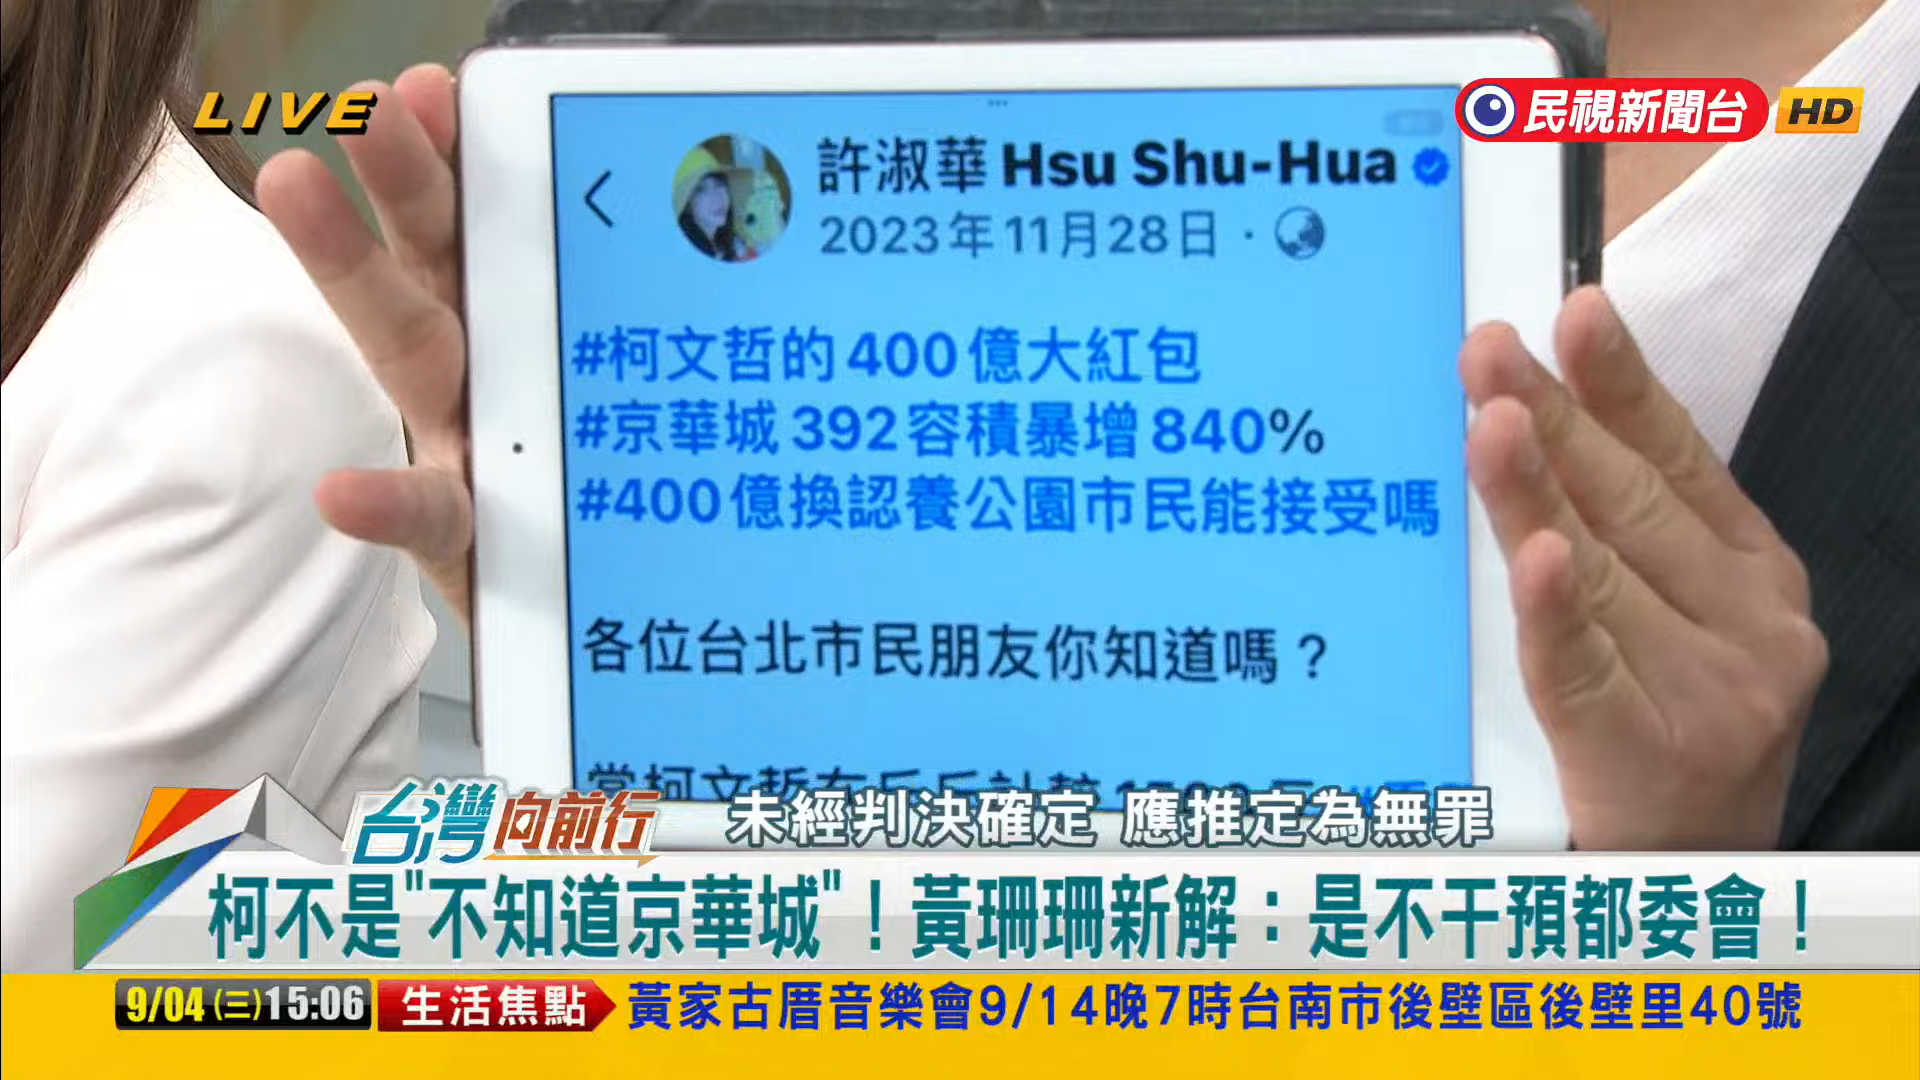 LIVE
民視新聞台 HD
許淑華 Hsu Shu-Hua
2023年11月28日
#柯文哲的400億大紅包
#京華城392容積暴增840%
#400億換認養公園市民能接受嗎
各位台北市民朋友你知道嗎？
台灣向前行
未經判決確定 應推定為無罪
柯不是"不知道京華城"！黃珊珊新解：是不干預都委會！
9/04(三)15:06 生活焦點 黃家古厝音樂會9/14晚7時台南市後壁區後壁里40號